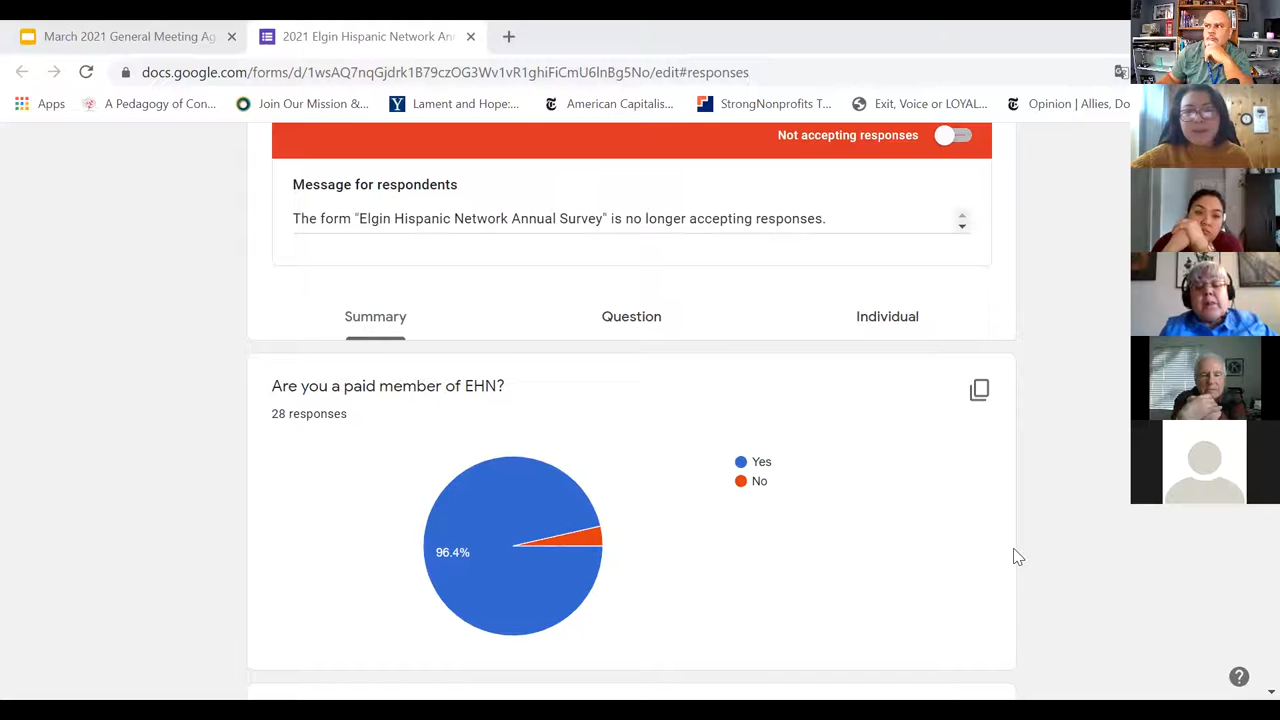 March 2021 General Meeting Ag
2021 Elgin Hispanic Network Ann
docs.google.com/forms/d/1wsAQ7nqGjdrk1B79czOG3Wv1vR1ghiFiCmU6lnBg5No/edit#responses
Apps
A Pedagogy of Con...
Join Our Mission &...
Y
Lament and Hope:...
American Capitalis...
StrongNonprofits T...
Exit, Voice or LOYAL...
Opinion | Allies, Do
Not accepting responses
Message for respondents
The form "Elgin Hispanic Network Annual Survey" is no longer accepting responses.
Summary
Question
Individual
Are you a paid member of EHN?
28 responses
Yes
No
96.4%
?